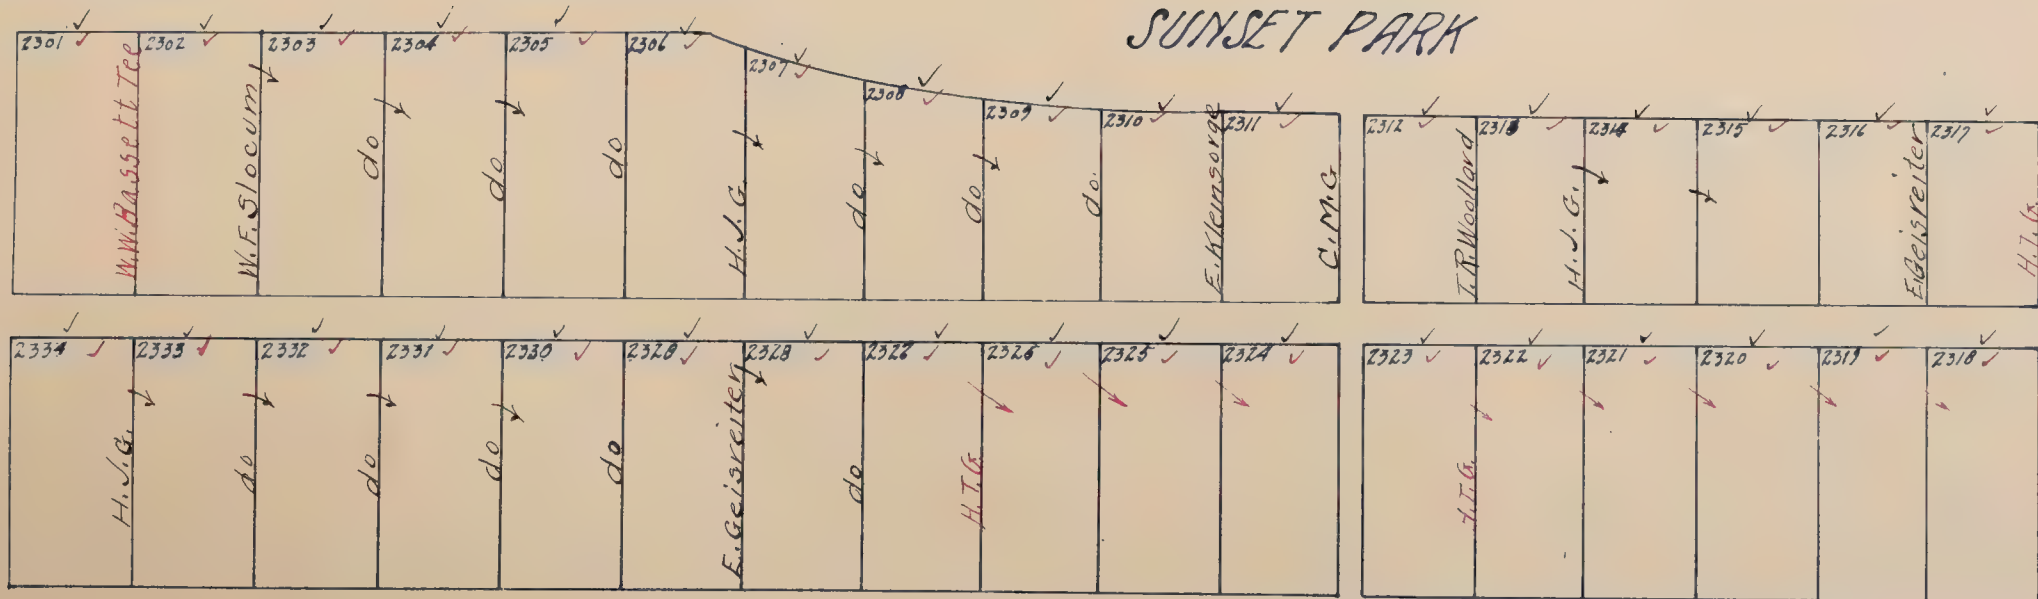 SUNSET PARK
2301 2302 2303 2304 2305 2306 2307 2308 2309 2310 2311 2312 2313 2314 2315 2316 2317
W.W. Bassett Tee
W.F. Slocum
do
do
do
H.J.G.
do
do
do.
E. Kleinsorge
C.M.G
T.R. Woollard
H.J.G.
E. Geisreiter
2334 2333 2332 2331 2330 2328 2328 2326 2325 2324 2323 2322 2321 2320 2319 2318
H.J.G.
do
do
do
do
E. Geisreiter
do